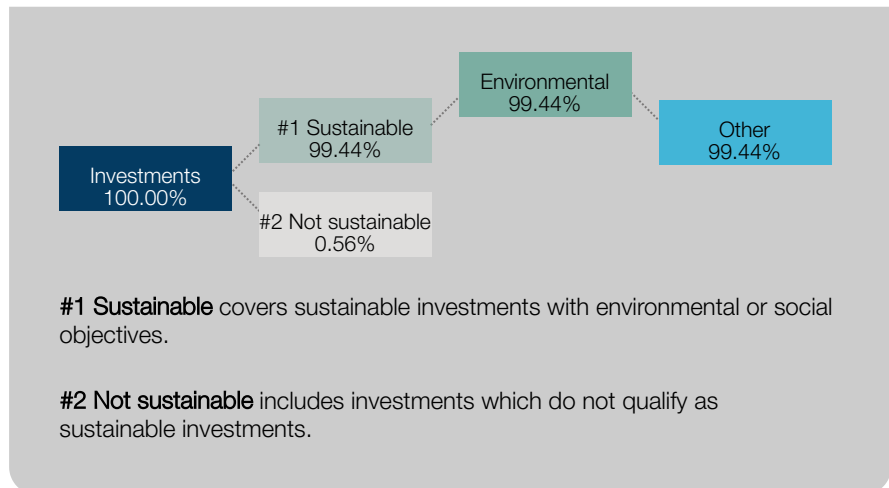 Environmental
99.44%
#1 Sustainable
99.44%
Other
99.44%
Investments
100.00%
#2 Not sustainable
0.56%
#1 Sustainable covers sustainable investments with environmental or social
objectives.
#2 Not sustainable includes investments which do not qualify as
sustainable investments.